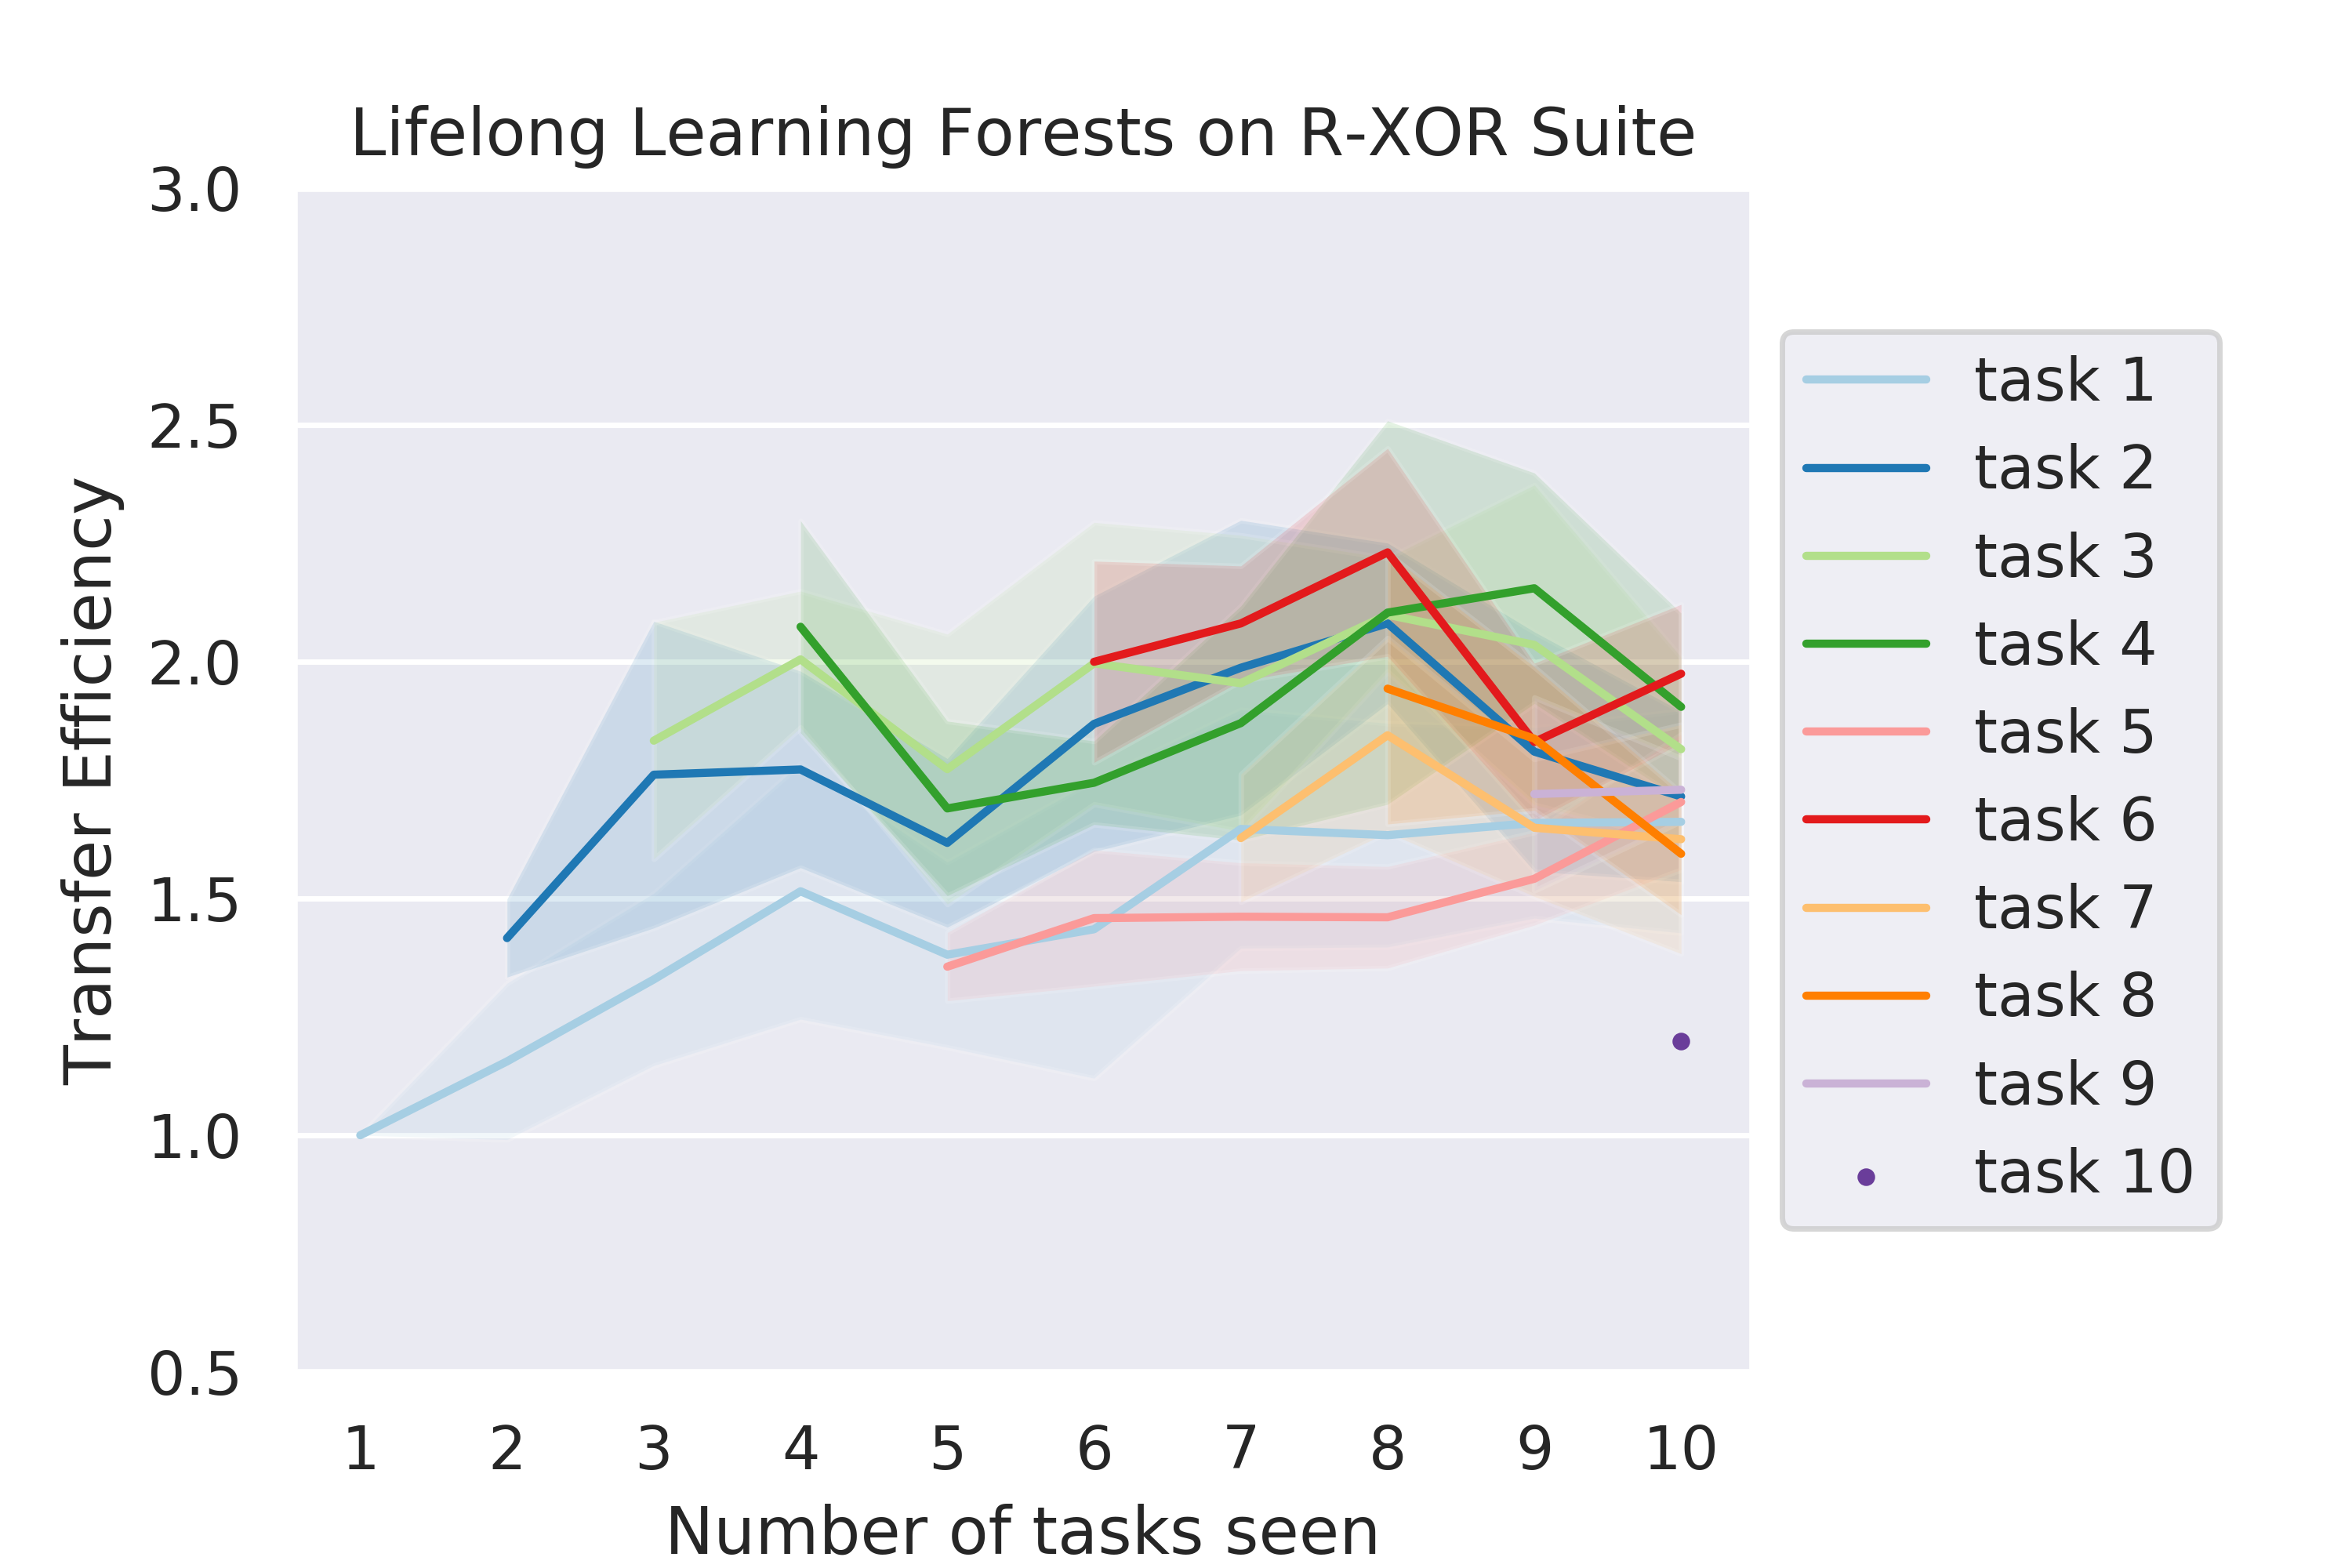 Lifelong Learning Forests on R-XOR Suite
Transfer Efficiency
3.0
2.5
2.0
1.5
1.0
0.5
1 2 3 4 5 6 7 8 9 10
Number of tasks seen
task 1
task 2
task 3
task 4
task 5
task 6
task 7
task 8
task 9
task 10